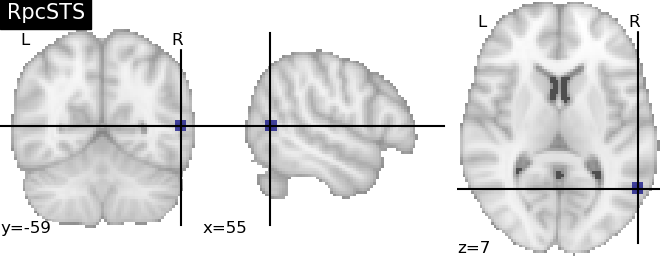 RpcSTS
L R
L R
y=-59
x=55
z=7